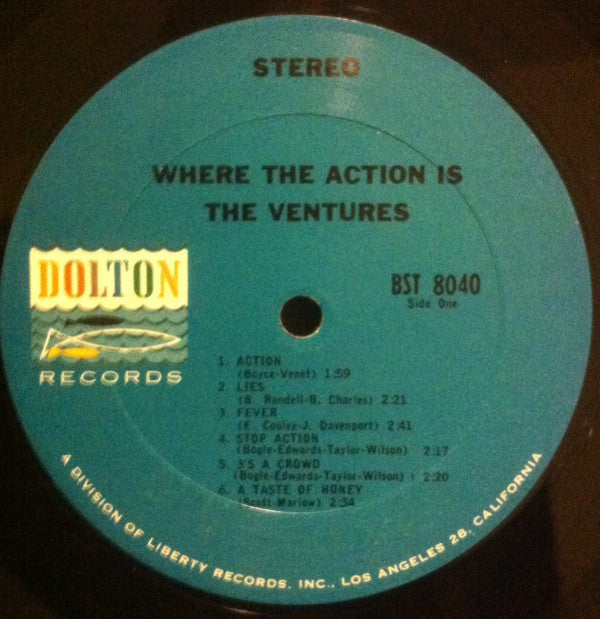 STEREO
WHERE THE ACTION IS
THE VENTURES
DOLTON
RECORDS
BST 8040
Side One
1. ACTION
(Boyce-Venet) 1:59
2. LIES
(B. Randell-B. Charles) 2:21
3. FEVER
(E. Cooley-J. Davenport) 2:41
4. STOP ACTION
(Bogle-Edwards-Taylor-Wilson) 2:17
5. 3'S A CROWD
(Bogle-Edwards-Taylor-Wilson) 2:20
6. A TASTE OF HONEY
(Scott-Marlow) 2:34
A DIVISION OF LIBERTY RECORDS, INC., LOS ANGELES 28, CALIFORNIA